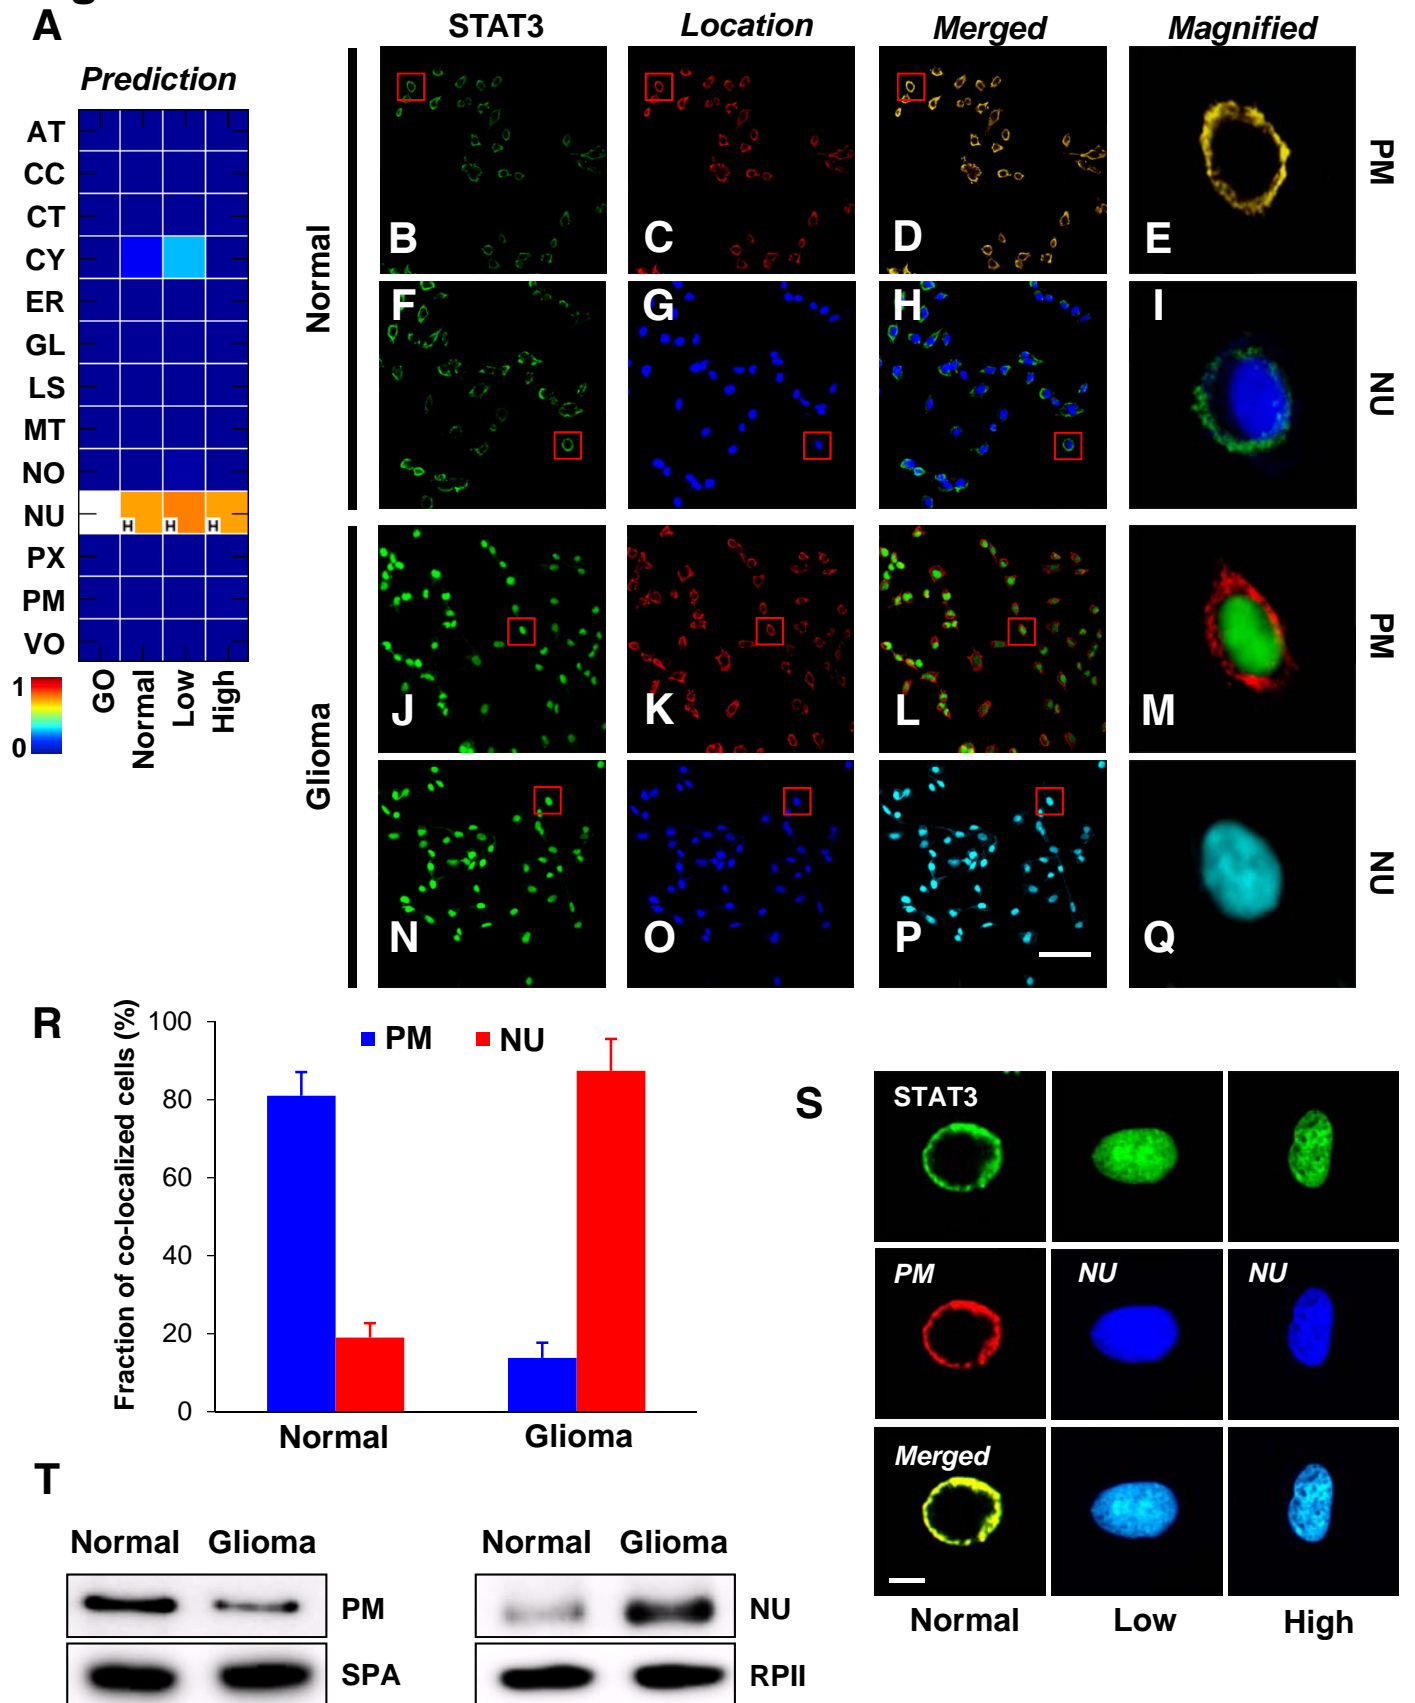 A
Prediction
AT
CC
CT
CY
ER
GL
LS
MT
NO
NU
PX
PM
VO
H H H
1
0
GO Normal Low High
STAT3 Location Merged Magnified
Normal
B C D E PM
F G H I NU
Glioma
J K L M PM
N O P Q NU
R
Fraction of co-localized cells (%)
100
80
60
40
20
0
PM NU
Normal Glioma
S
STAT3
PM NU NU
Merged
Normal Low High
T
Normal Glioma
PM
SPA
Normal Glioma
NU
RPII